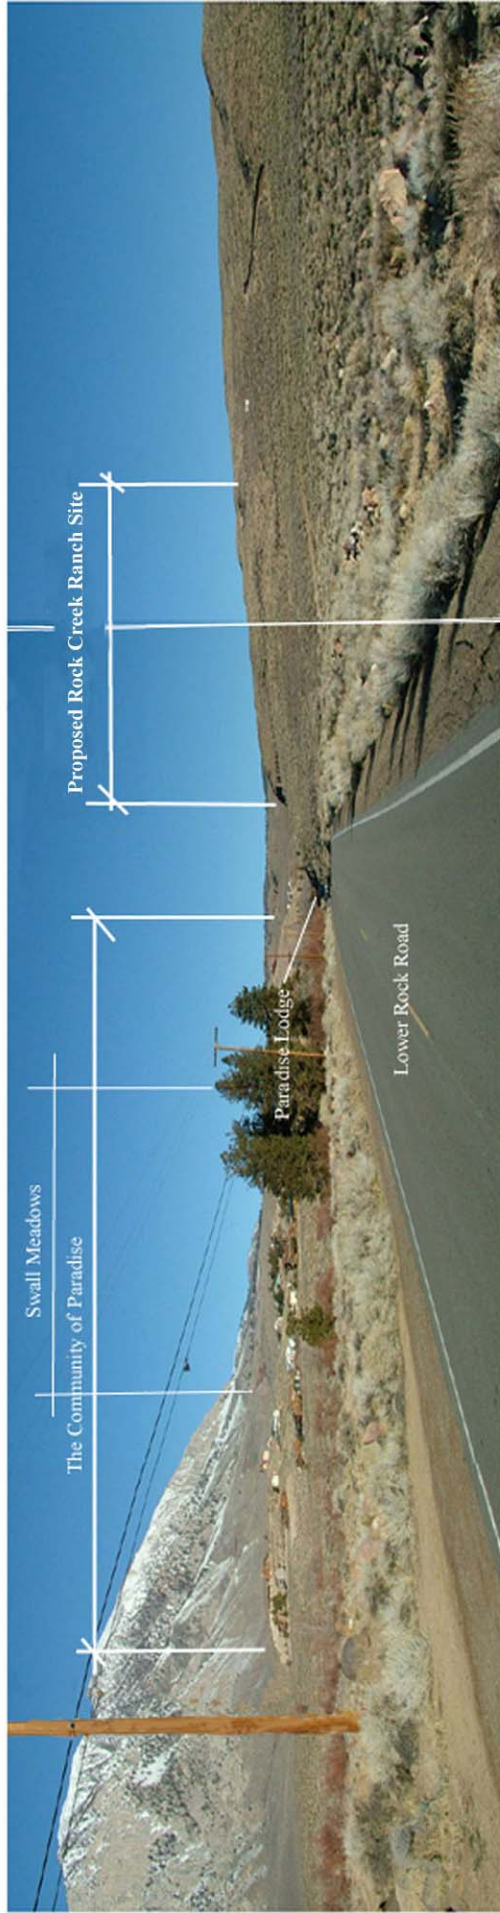 Swall Meadows
The Community of Paradise
Proposed Rock Creek Ranch Site
Paradise Lodge
Lower Rock Road